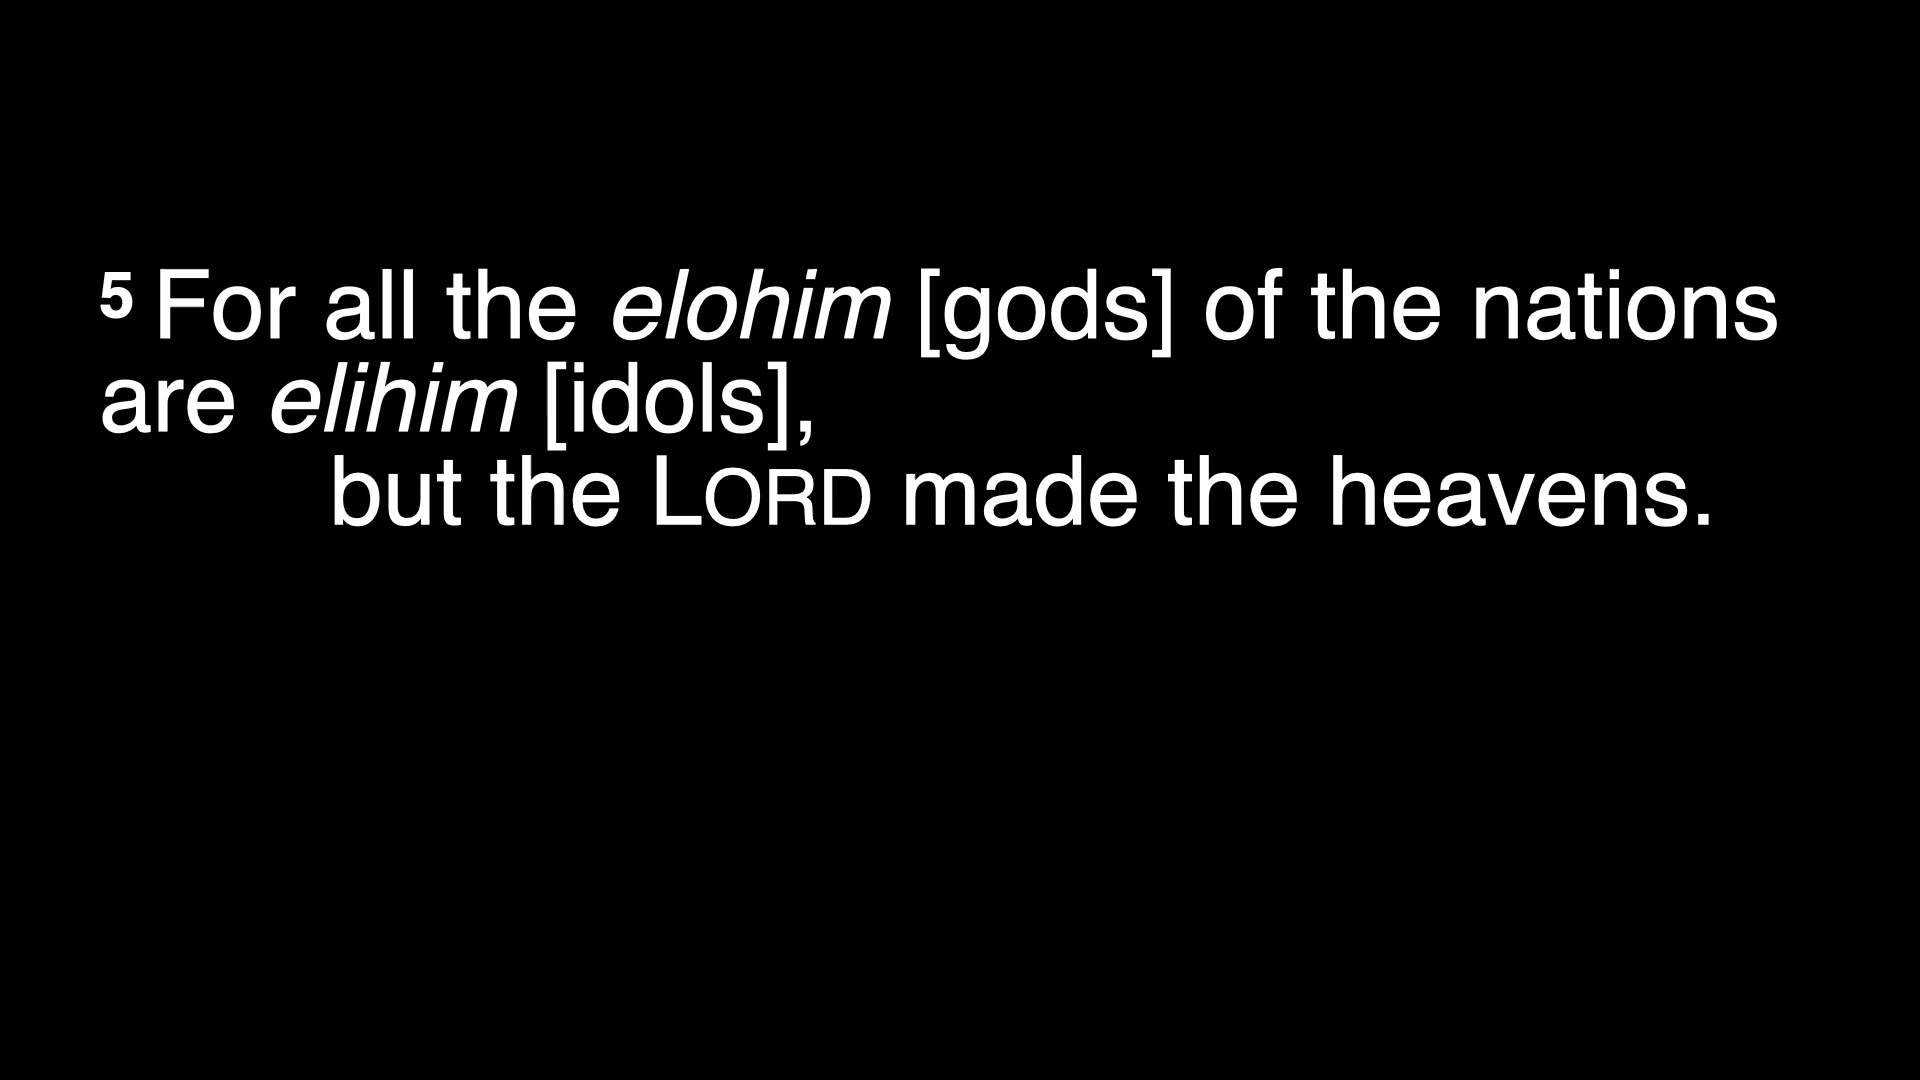 5 For all the elohim [gods] of the nations
are elihim [idols],
but the LORD made the heavens.